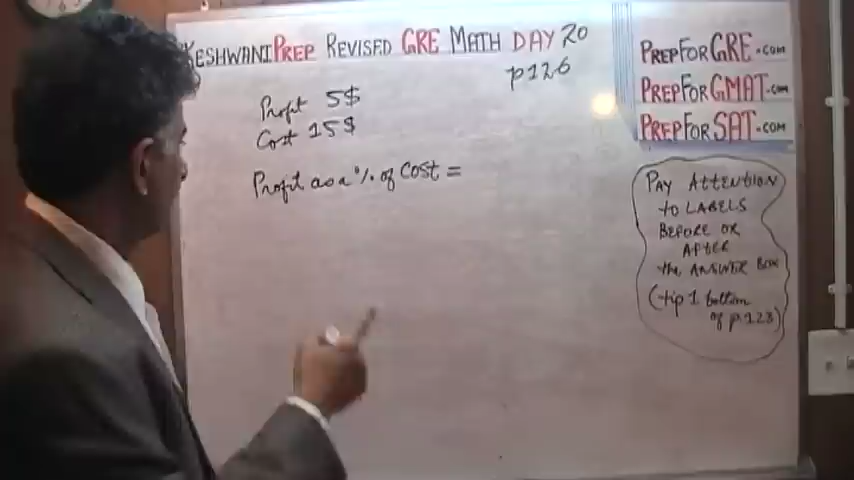 KESHWANIPREP REVISED GRE MATH DAY 20
p126
Profit 5$
Cost 15$
Profit as a % of Cost =
PREPFORGRE.COM
PREPFORGMAT.COM
PREPFORSAT.COM
PAY ATTENTION
to LABELS
BEFORE OR
AFTER
the ANSWER BOX
(tip 1 bottom
of p123)